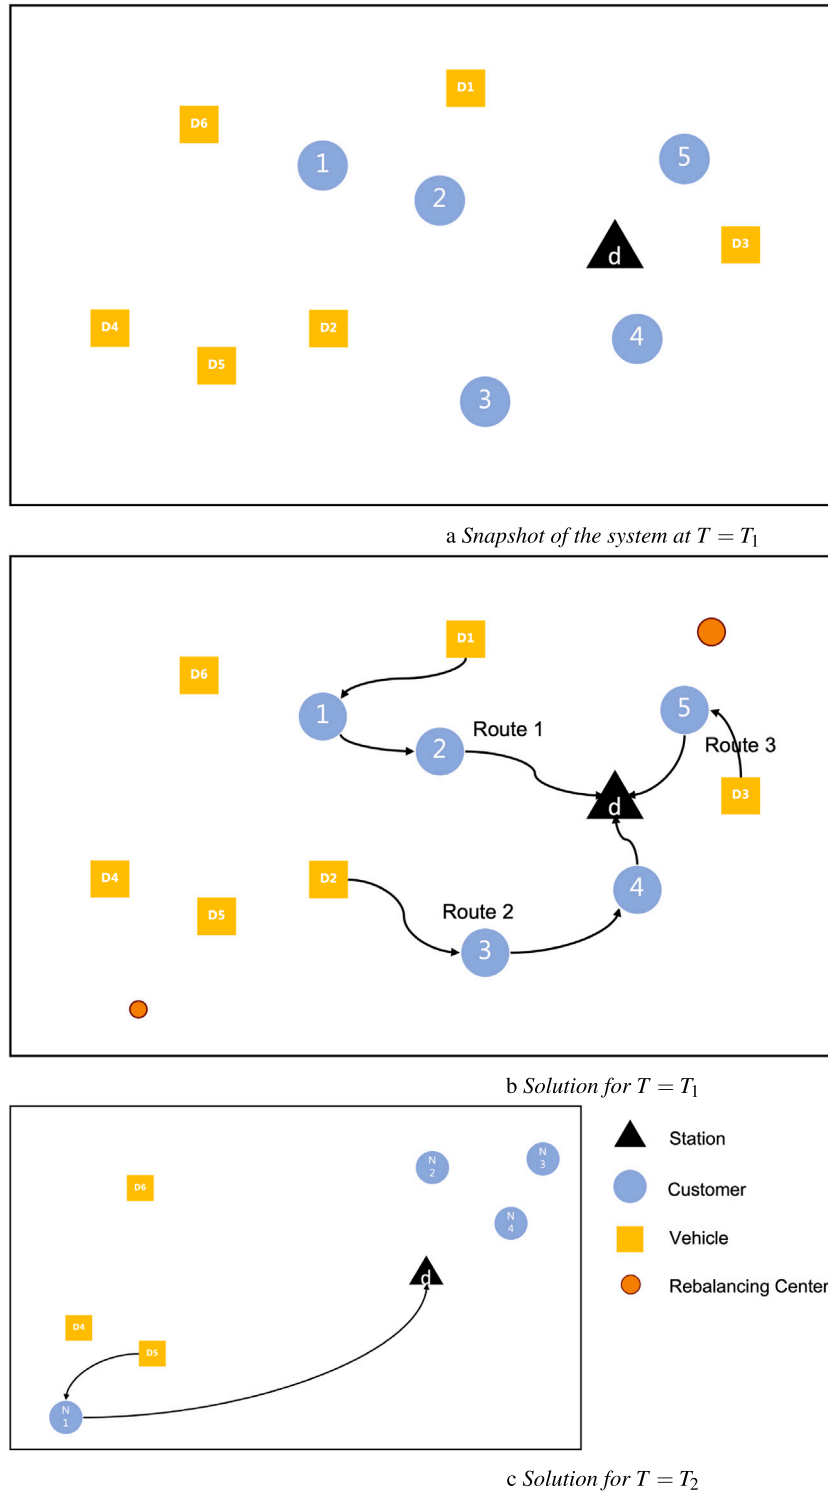 D1
D6
1
5
2
d
D3
D4
D2
4
D5
3
a Snapshot of the system at T = T1
D1
D6
1
5
Route 1
2
Route 3
d
D3
D4
D2
4
Route 2
D5
3
b Solution for T = T1
N
3
N
2
D6
N
4
d
D4
D5
N
1
Station
Customer
Vehicle
Rebalancing Center
c Solution for T = T2